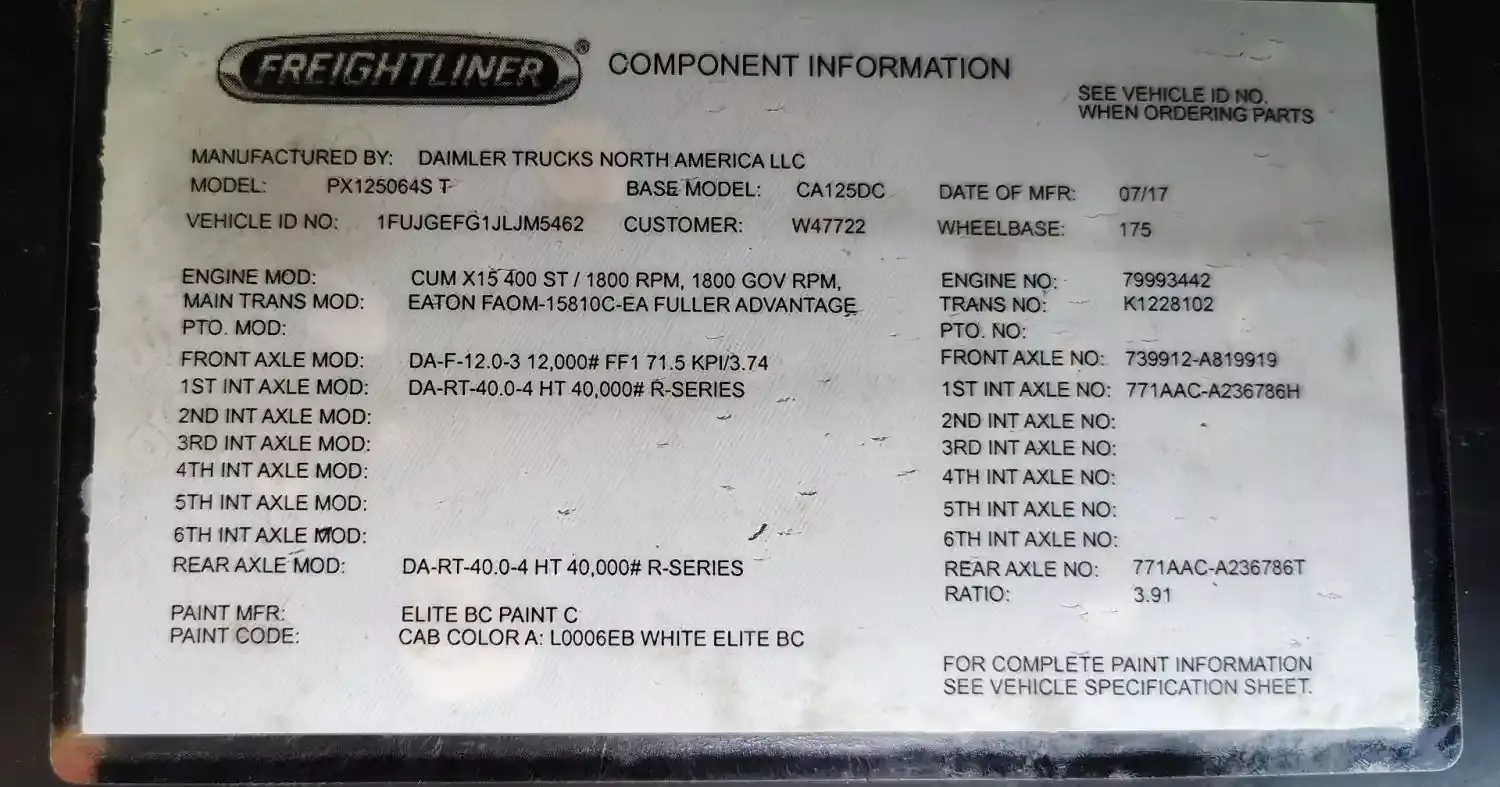 FREIGHTLINER® COMPONENT INFORMATION
SEE VEHICLE ID NO.
WHEN ORDERING PARTS
MANUFACTURED BY: DAIMLER TRUCKS NORTH AMERICA LLC
MODEL: PX125064S T BASE MODEL: CA125DC DATE OF MFR: 07/17
VEHICLE ID NO: 1FUJGEFG1JLJM5462 CUSTOMER: W47722 WHEELBASE: 175
ENGINE MOD: CUM X15 400 ST / 1800 RPM, 1800 GOV RPM, ENGINE NO: 79993442
MAIN TRANS MOD: EATON FAOM-15810C-EA FULLER ADVANTAGE TRANS NO: K1228102
PTO. MOD: PTO. NO:
FRONT AXLE MOD: DA-F-12.0-3 12,000# FF1 71.5 KPI/3.74 FRONT AXLE NO: 739912-A819919
1ST INT AXLE MOD: DA-RT-40.0-4 HT 40,000# R-SERIES 1ST INT AXLE NO: 771AAC-A236786H
2ND INT AXLE MOD: 2ND INT AXLE NO:
3RD INT AXLE MOD: 3RD INT AXLE NO:
4TH INT AXLE MOD: 4TH INT AXLE NO:
5TH INT AXLE MOD: 5TH INT AXLE NO:
6TH INT AXLE MOD: 6TH INT AXLE NO:
REAR AXLE MOD: DA-RT-40.0-4 HT 40,000# R-SERIES REAR AXLE NO: 771AAC-A236786T
RATIO: 3.91
PAINT MFR: ELITE BC PAINT C
PAINT CODE: CAB COLOR A: L0006EB WHITE ELITE BC
FOR COMPLETE PAINT INFORMATION
SEE VEHICLE SPECIFICATION SHEET.